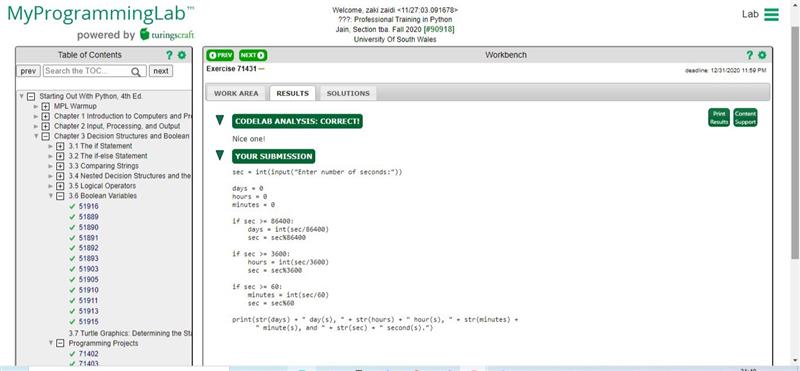 MyProgrammingLab™
powered by turingscraft
Welcome, zaki zaidi <11/27:03.091678>
???: Professional Training in Python
Jain, Section tba. Fall 2020 [#90918]
University Of South Wales
Lab
Table of Contents
?
prev
Search the TOC...
next
Starting Out With Python, 4th Ed.
MPL Warmup
Chapter 1 Introduction to Computers and Pr
Chapter 2 Input, Processing, and Output
Chapter 3 Decision Structures and Boolean
3.1 The if Statement
3.2 The if-else Statement
3.3 Comparing Strings
3.4 Nested Decision Structures and the
3.5 Logical Operators
3.6 Boolean Variables
51916
51889
51890
51891
51892
51893
51903
51905
51910
51911
51913
51915
3.7 Turtle Graphics: Determining the Sta
Programming Projects
71402
71403
PREV
NEXT
Workbench
?
Exercise 71431 —
deadline: 12/31/2020 11:59 PM
WORK AREA
RESULTS
SOLUTIONS
CODELAB ANALYSIS: CORRECT!
Print Results
Content Support
Nice one!
YOUR SUBMISSION
sec = int(input("Enter number of seconds:"))
days = 0
hours = 0
minutes = 0
if sec >= 86400:
days = int(sec/86400)
sec = sec%86400
if sec >= 3600:
hours = int(sec/3600)
sec = sec%3600
if sec >= 60:
minutes = int(sec/60)
sec = sec%60
print(str(days) + " day(s), " + str(hours) + " hour(s), " + str(minutes) +
" minute(s), and " + str(sec) + " second(s).")